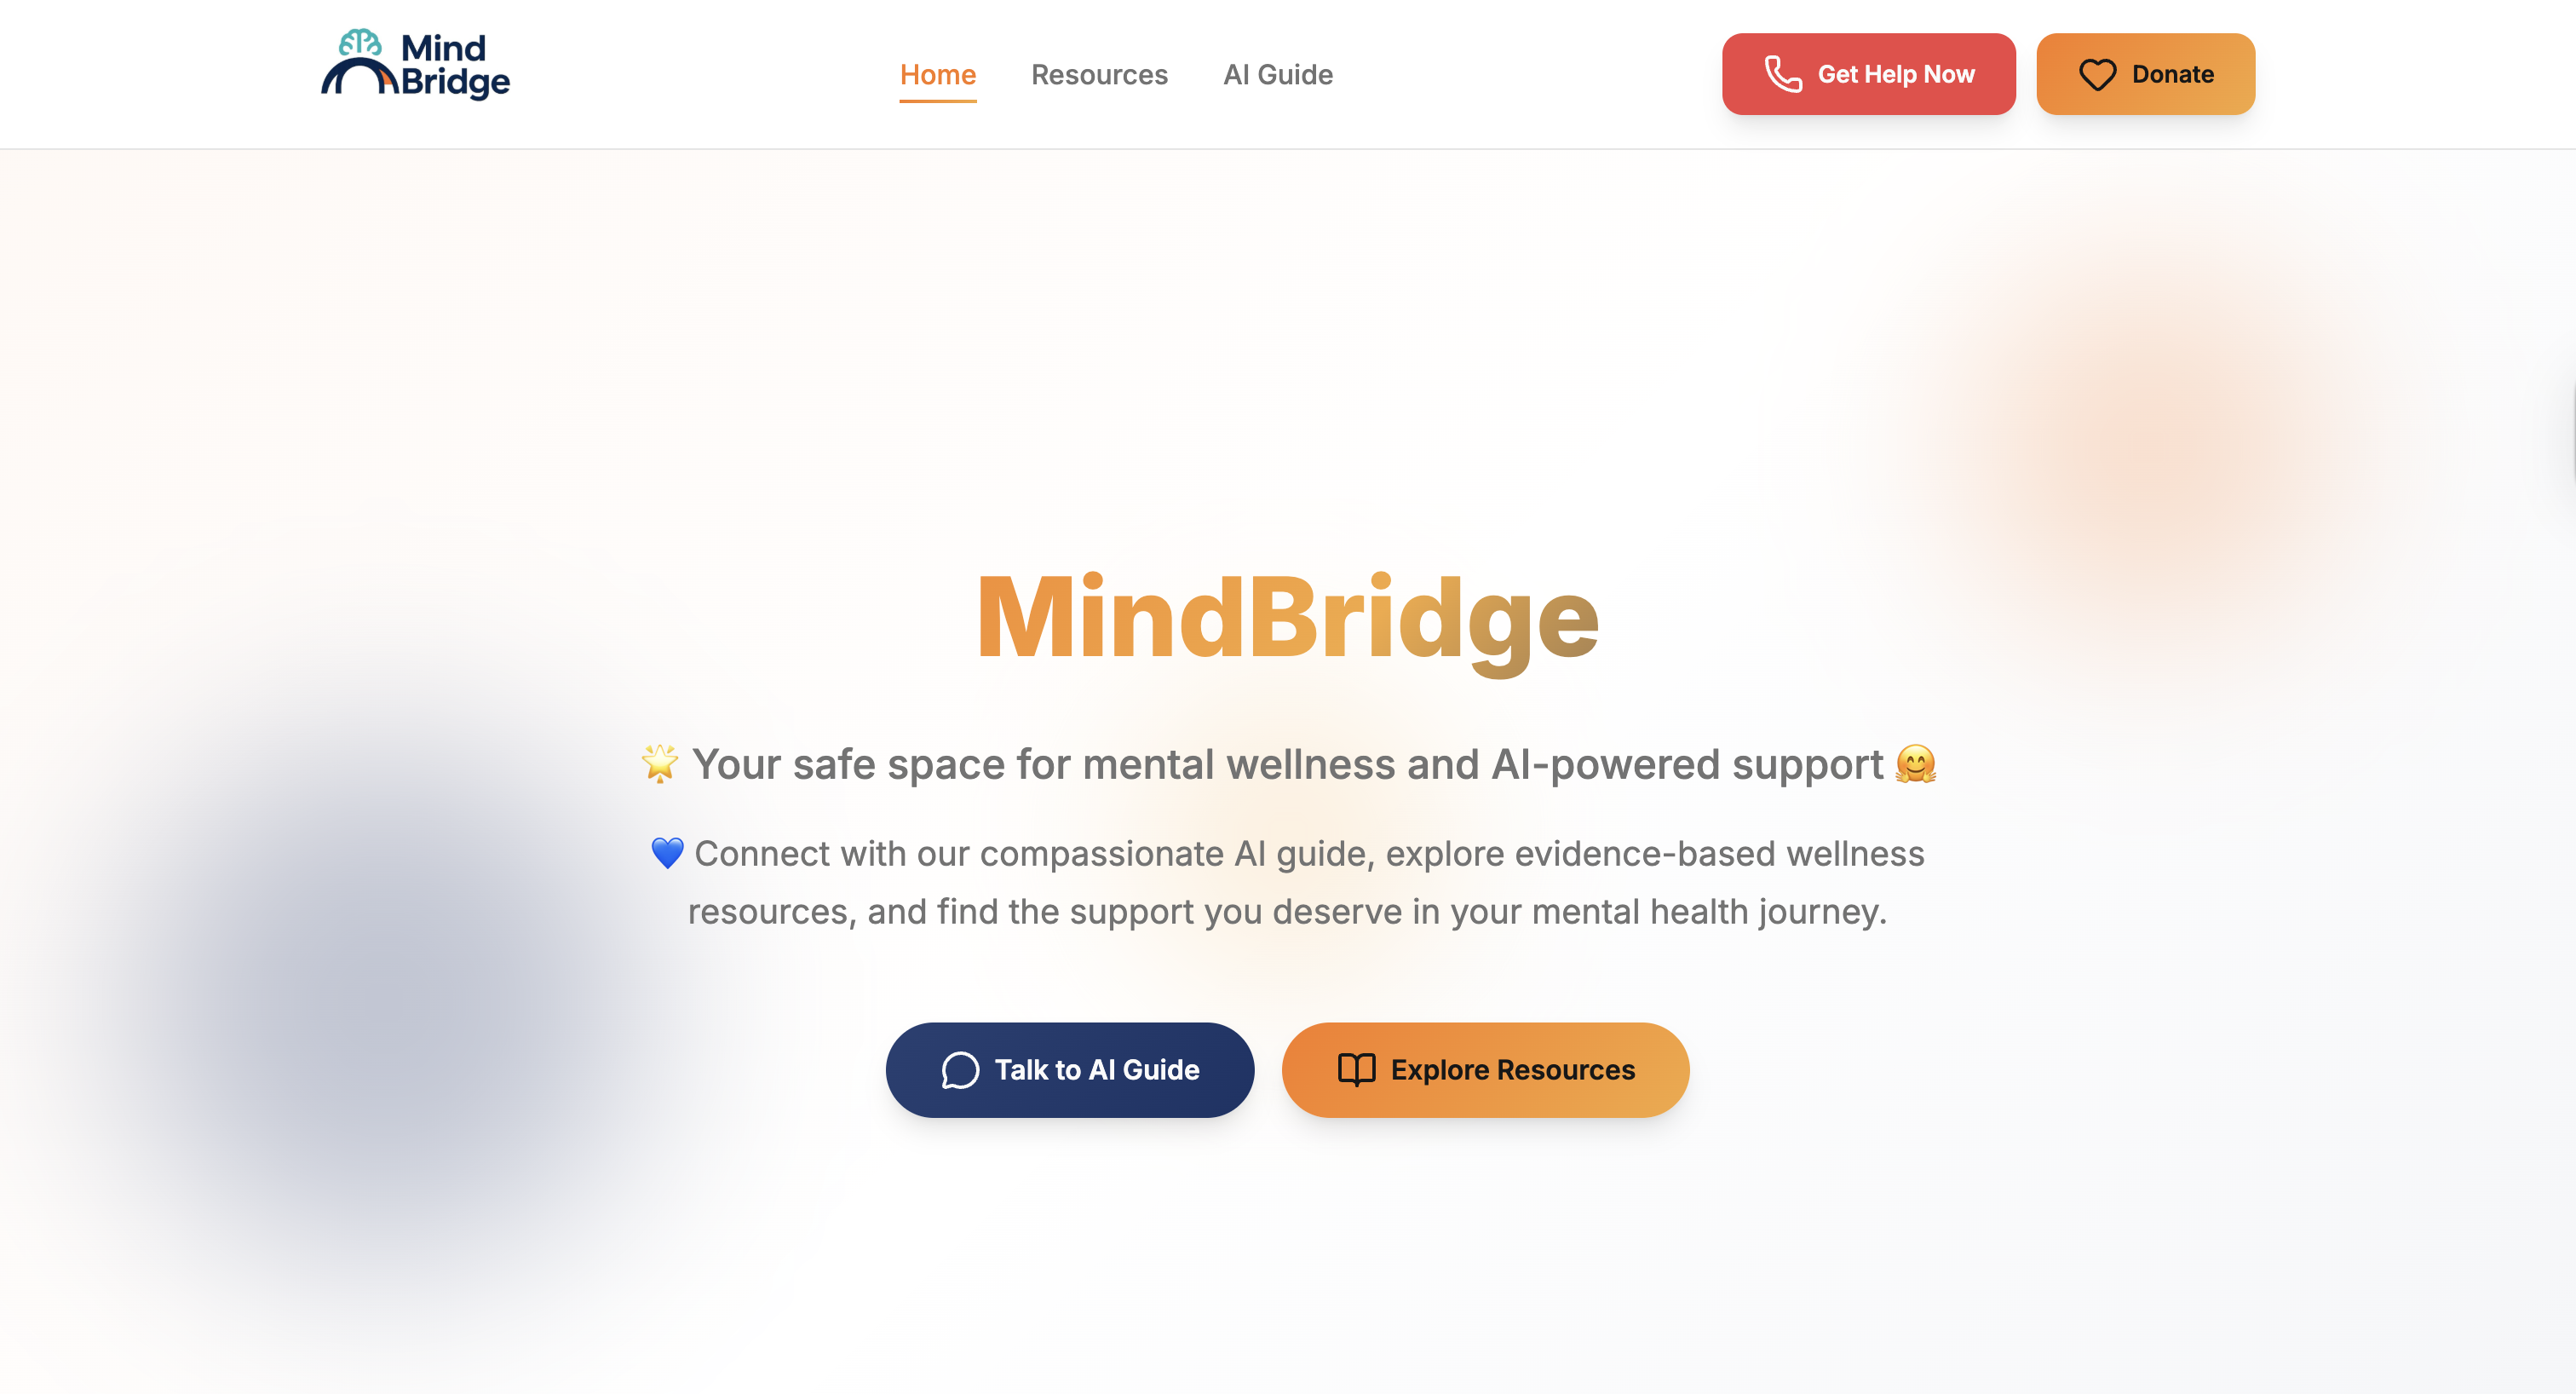 Mind
Bridge
Home
Resources
AI Guide
Get Help Now
Donate
MindBridge
🌟 Your safe space for mental wellness and AI-powered support 🤗
💙 Connect with our compassionate AI guide, explore evidence-based wellness
resources, and find the support you deserve in your mental health journey.
Talk to AI Guide
Explore Resources